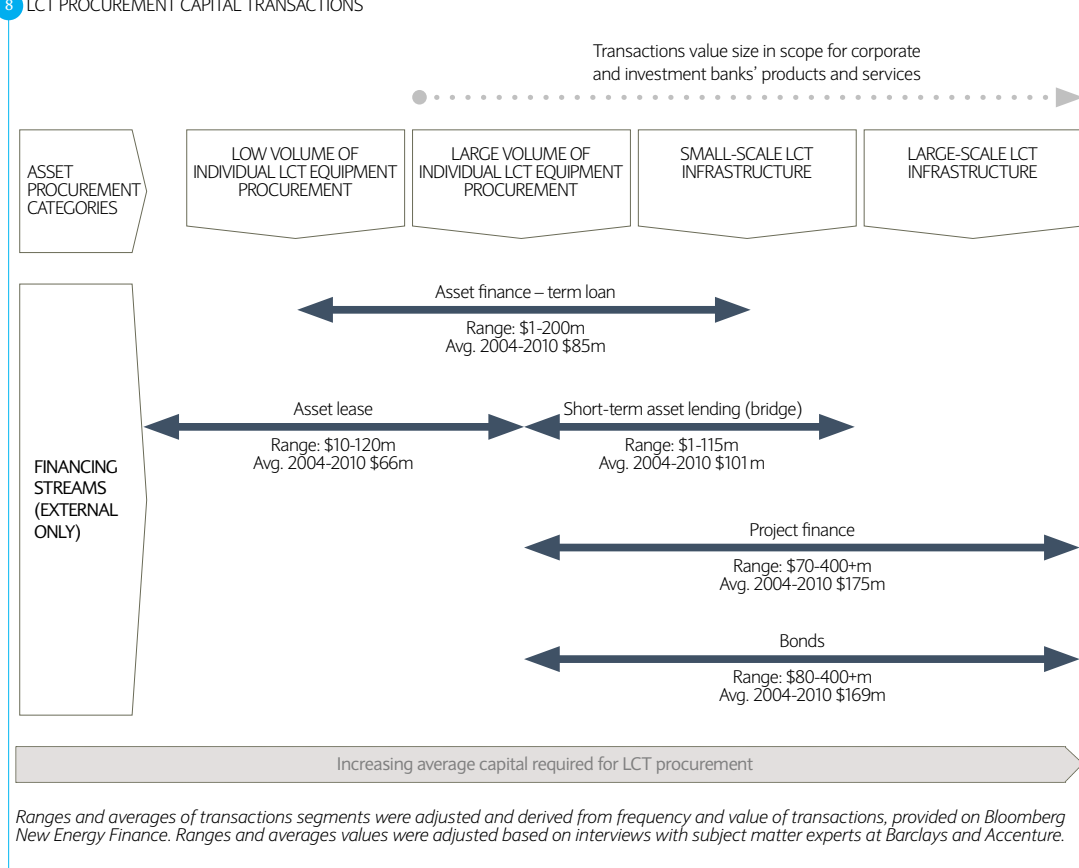 8 LCT PROCUREMENT CAPITAL TRANSACTIONS
Transactions value size in scope for corporate
and investment banks' products and services
ASSET
PROCUREMENT
CATEGORIES
LOW VOLUME OF
INDIVIDUAL LCT EQUIPMENT
PROCUREMENT
LARGE VOLUME OF
INDIVIDUAL LCT EQUIPMENT
PROCUREMENT
SMALL-SCALE LCT
INFRASTRUCTURE
LARGE-SCALE LCT
INFRASTRUCTURE
FINANCING
STREAMS
(EXTERNAL
ONLY)
Asset finance – term loan
Range: $1-200m
Avg. 2004-2010 $85m
Asset lease
Range: $10-120m
Avg. 2004-2010 $66m
Short-term asset lending (bridge)
Range: $1-115m
Avg. 2004-2010 $101m
Project finance
Range: $70-400+m
Avg. 2004-2010 $175m
Bonds
Range: $80-400+m
Avg. 2004-2010 $169m
Increasing average capital required for LCT procurement
Ranges and averages of transactions segments were adjusted and derived from frequency and value of transactions, provided on Bloomberg
New Energy Finance. Ranges and averages values were adjusted based on interviews with subject matter experts at Barclays and Accenture.